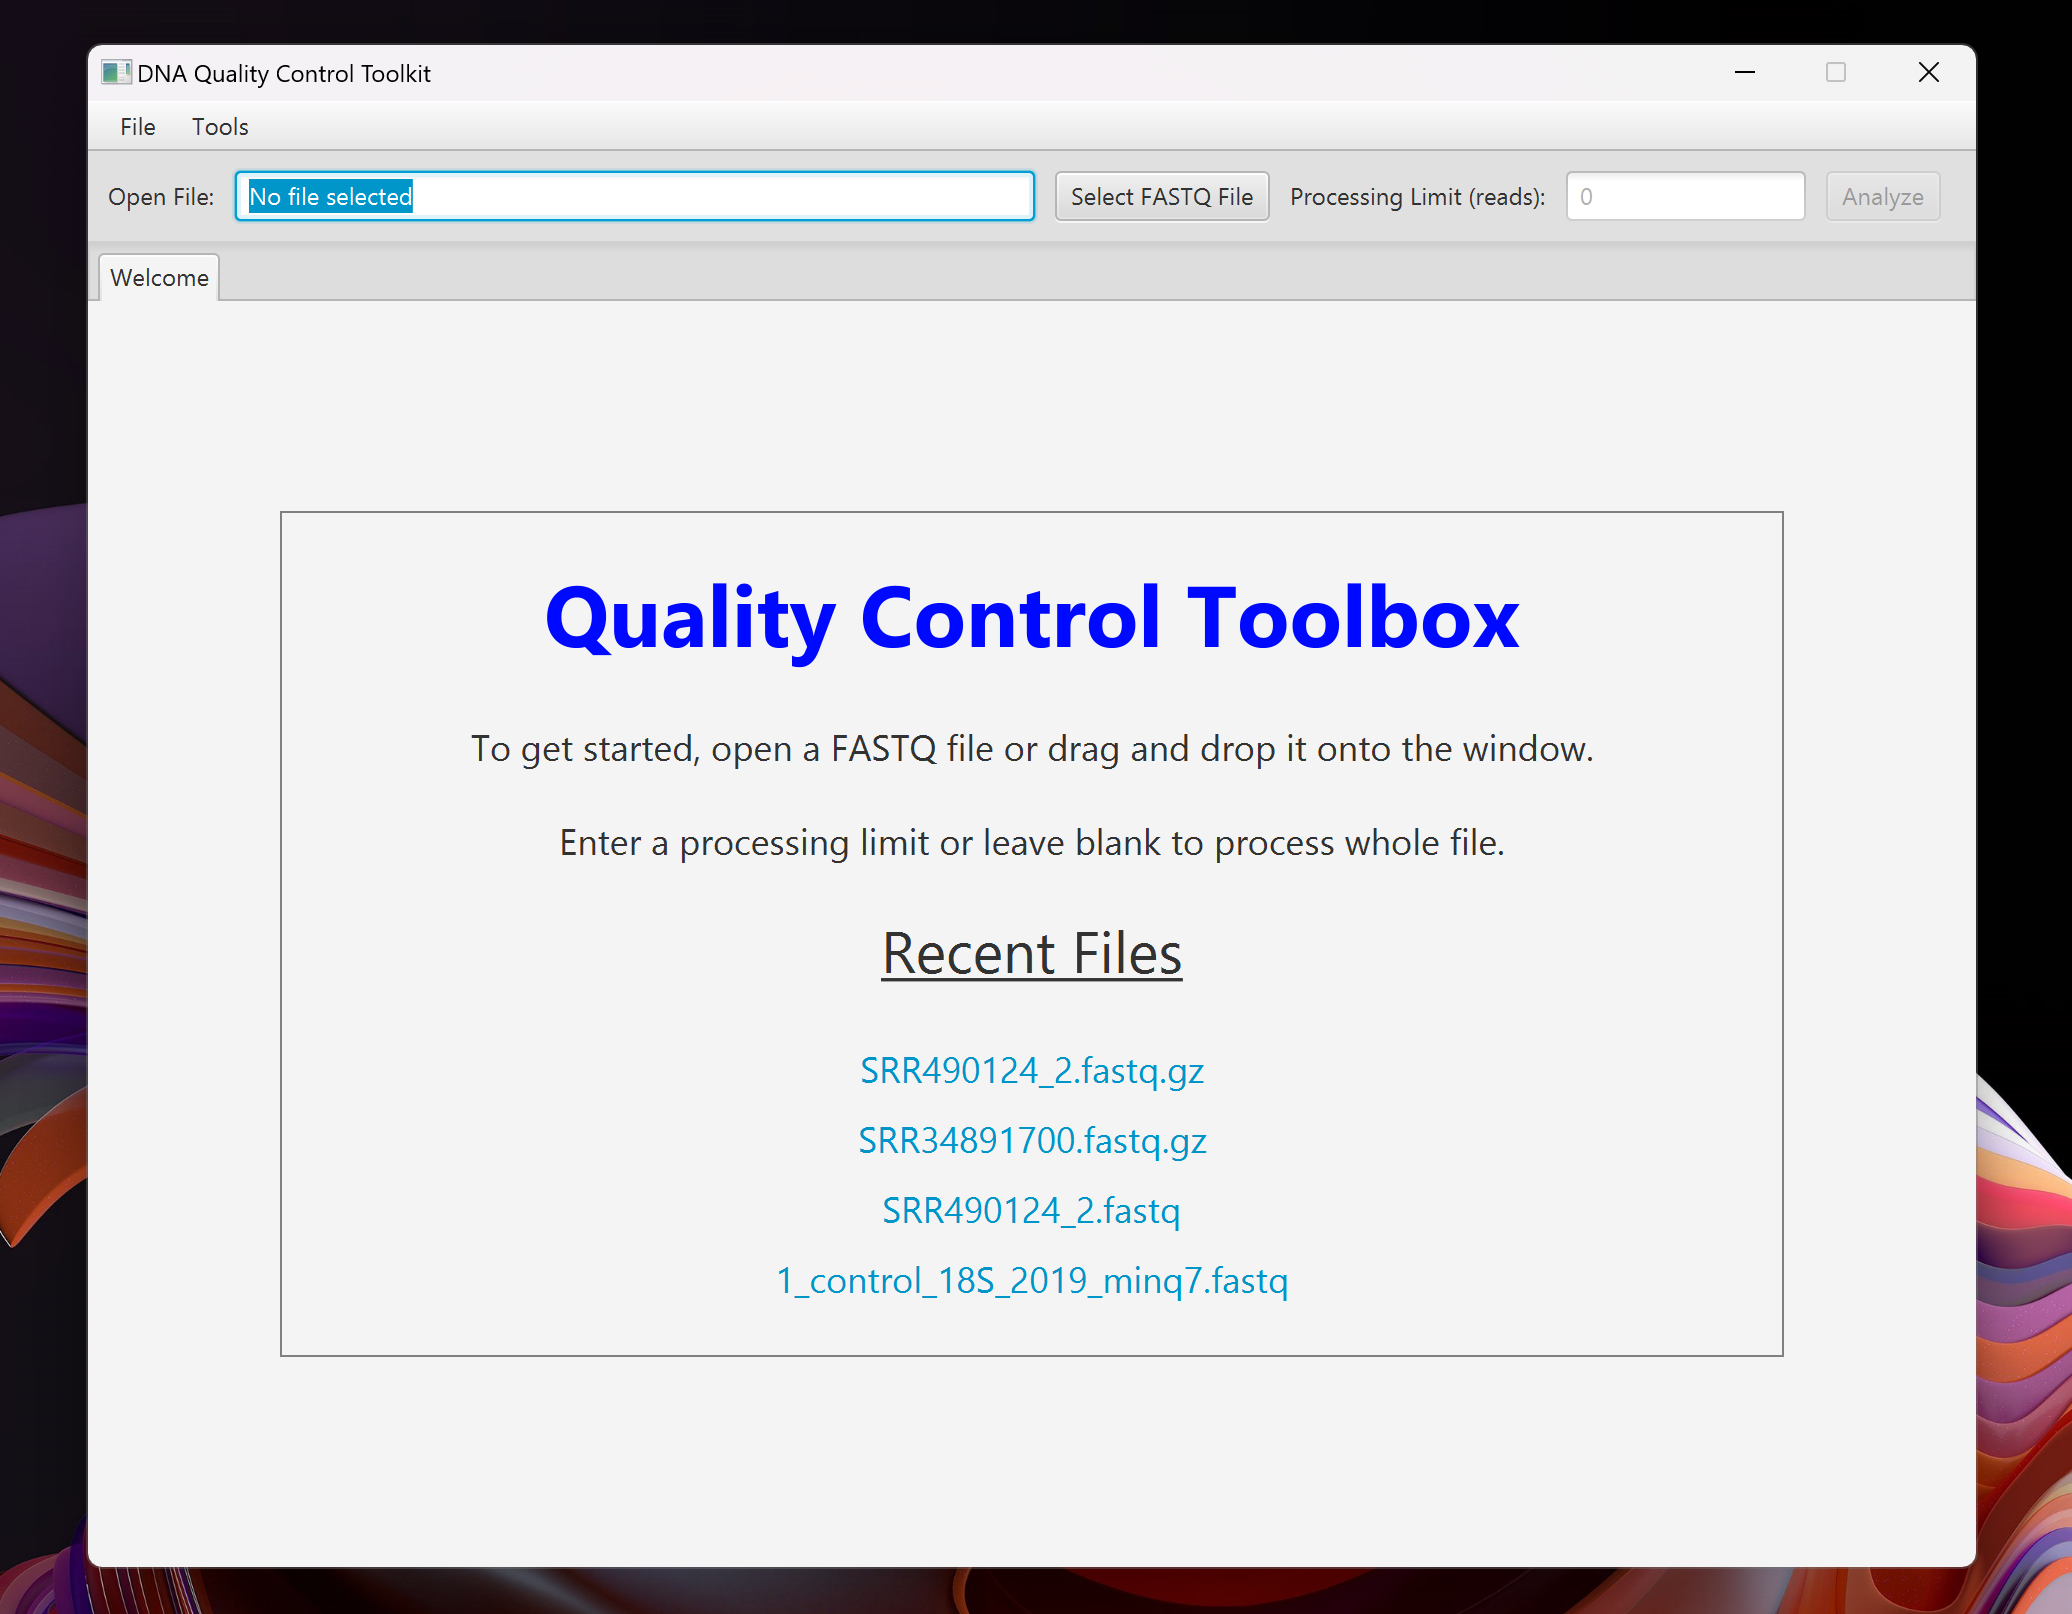 DNA Quality Control Toolkit
File Tools
Open File: No file selected Select FASTQ File Processing Limit (reads): 0 Analyze
Welcome
Quality Control Toolbox
To get started, open a FASTQ file or drag and drop it onto the window.
Enter a processing limit or leave blank to process whole file.
Recent Files
SRR490124_2.fastq.gz
SRR34891700.fastq.gz
SRR490124_2.fastq
1_control_18S_2019_minq7.fastq